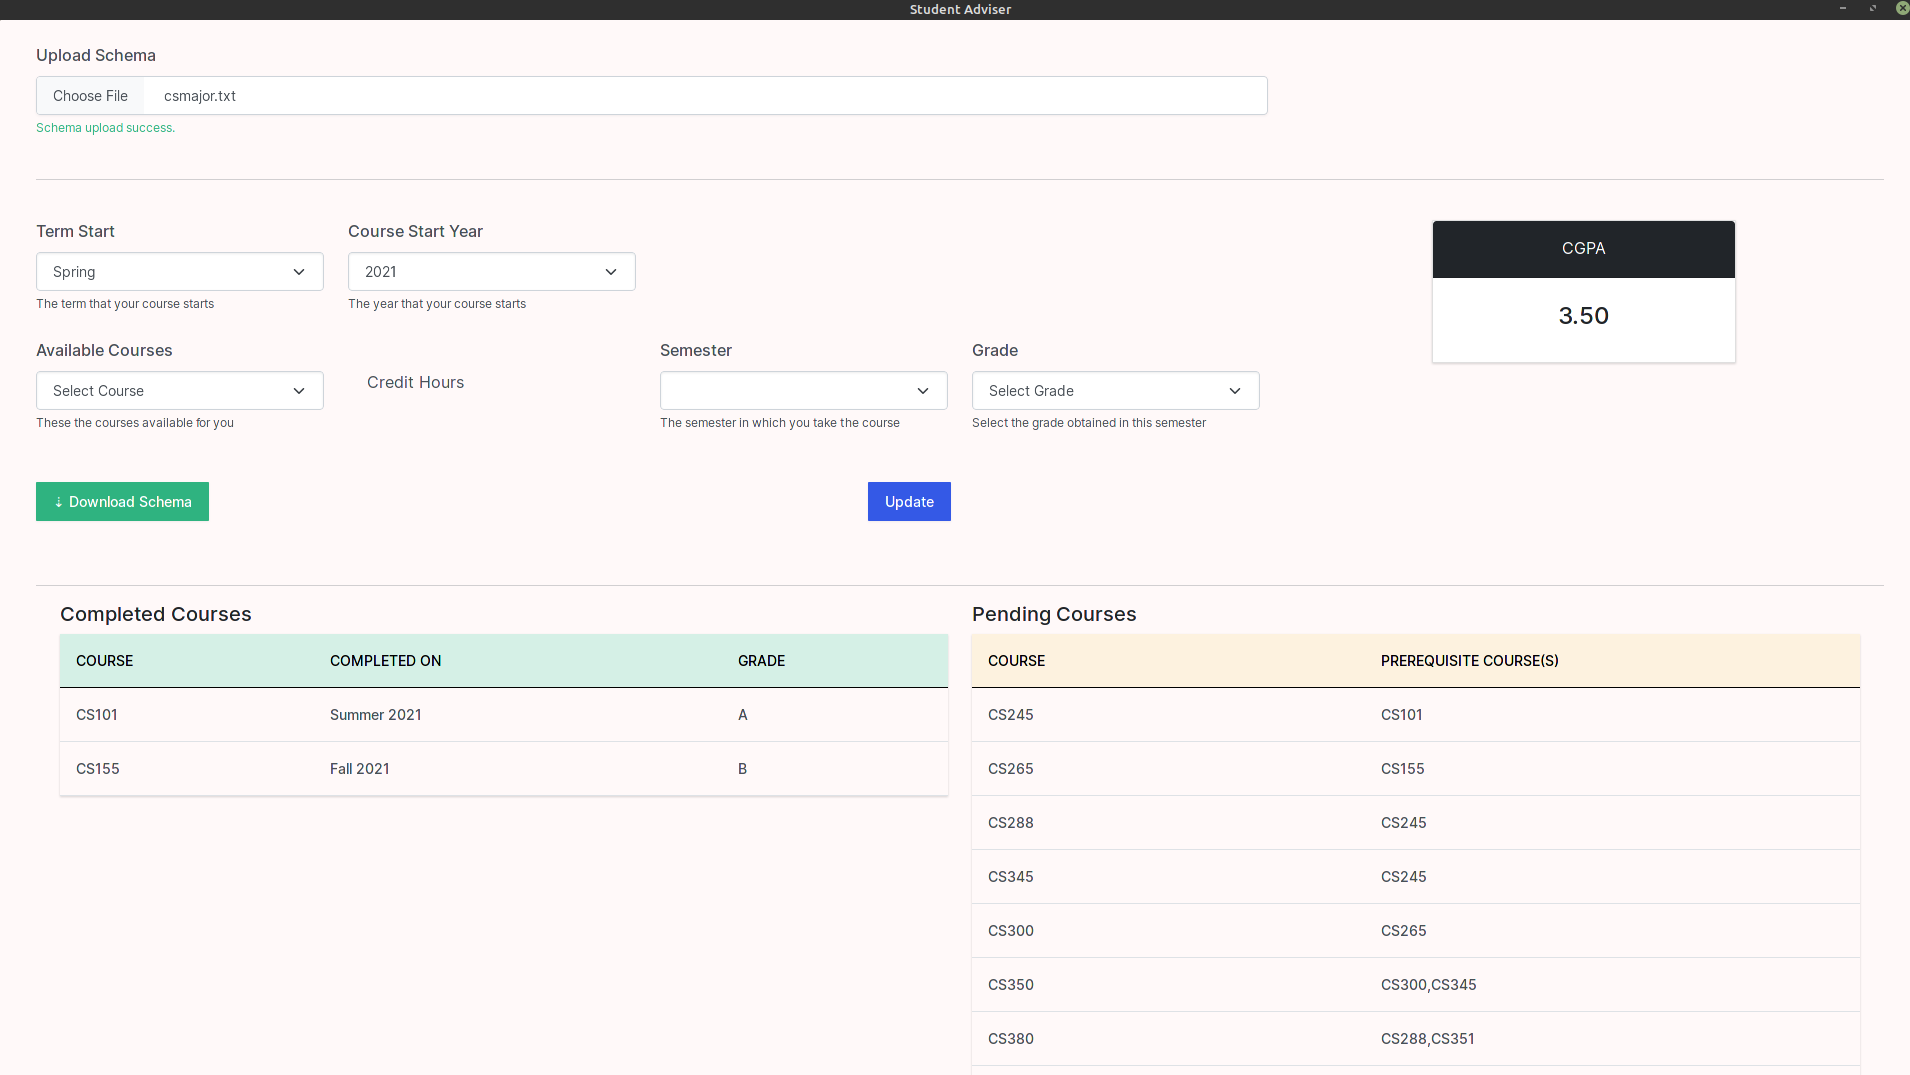 Student Adviser
Upload Schema
Choose File csmajor.txt
Schema upload success.
Term Start Course Start Year
Spring 2021
The term that your course starts The year that your course starts
CGPA
3.50
Available Courses Credit Hours Semester Grade
Select Course Select Grade
These the courses available for you The semester in which you take the course Select the grade obtained in this semester
↓ Download Schema Update
Completed Courses
COURSE COMPLETED ON GRADE
CS101 Summer 2021 A
CS155 Fall 2021 B
Pending Courses
COURSE PREREQUISITE COURSE(S)
CS245 CS101
CS265 CS155
CS288 CS245
CS345 CS245
CS300 CS265
CS350 CS300,CS345
CS380 CS288,CS351